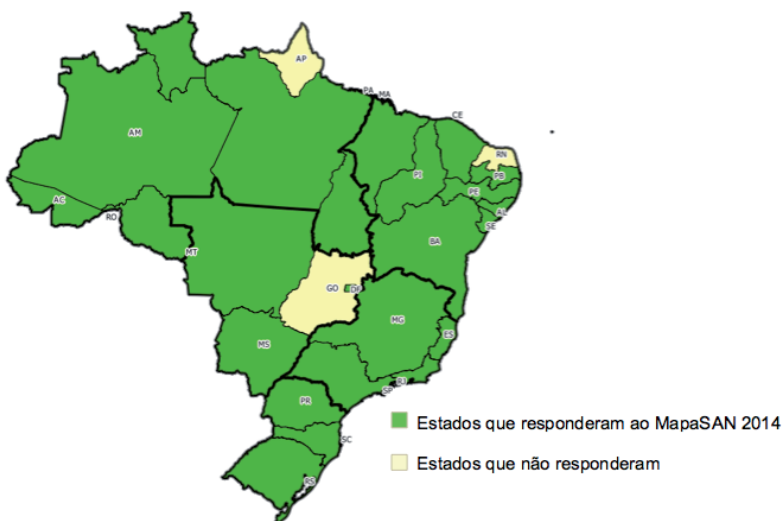 AP
PA MA
CE
AM
RN
PI
PB
PE
AC
AL
RO
SE
BA
MT
GO
DF
MG
ES
MS
RJ
SP
PR
SC
RS
Estados que responderam ao MapaSAN 2014
Estados que não responderam